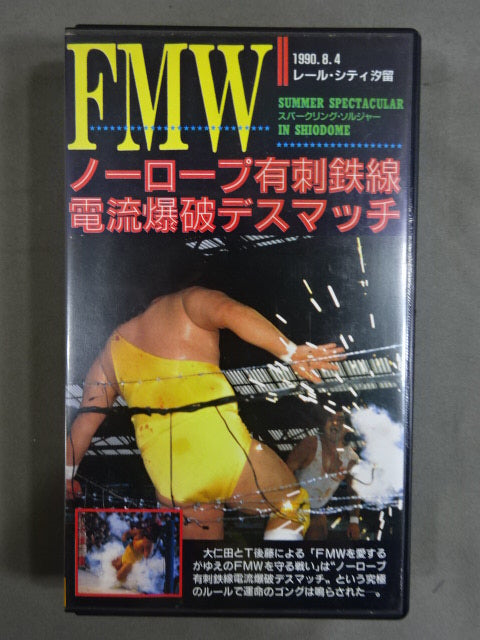 FMW
1990.8.4
レール・シティ汐留
SUMMER SPECTACULAR
スパークリング・ソルジャー
IN SHIODOME
ノーロープ有刺鉄線
電流爆破デスマッチ
大仁田とT後藤による「FMWを愛する
がゆえのFMWを守る戦い」は"ノーロープ
有刺鉄線電流爆破デスマッチ〟という究極
のルールで運命のゴングは鳴らされた─。